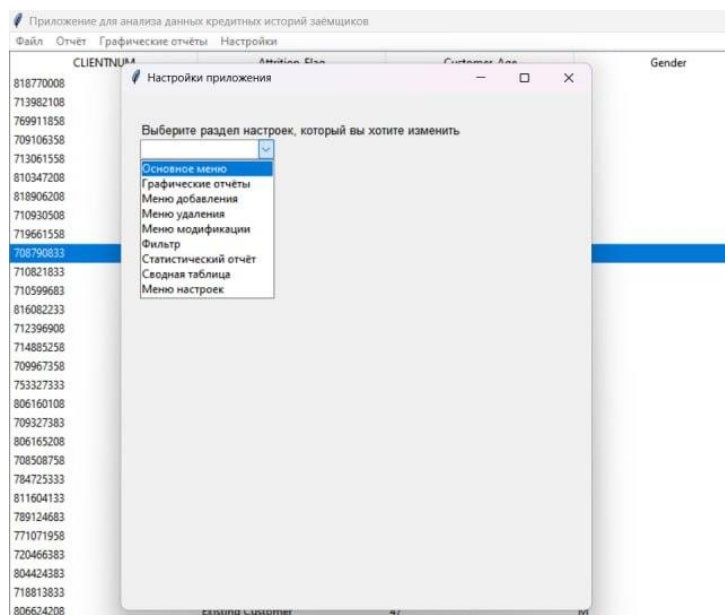 Приложение для анализа данных кредитных историй заёмщиков
Файл Отчёт Графические отчёты Настройки
CLIENTNUM Attrition_Flag Customer_Age Gender
Настройки приложения
818770008
713982108
769911858
Выберите раздел настроек, который вы хотите изменить
709106358
713061558
Основное меню
810347208
Графические отчёты
818906208
Меню добавления
710930508
Меню удаления
719661558
Меню модификации
Фильтр
708790833
Статистический отчёт
710821833
Сводная таблица
710599683
Меню настроек
816082233
712396908
714885258
709967358
753327333
806160108
709327383
806165208
708508758
784725333
811604133
789124683
771071958
720466383
804424383
718813833
806624208 Existing Customer 47 M